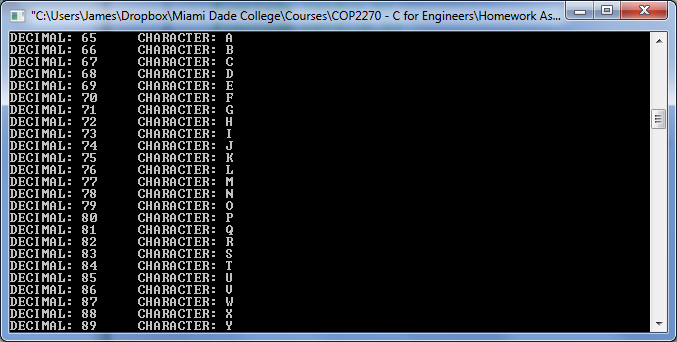 "C:\Users\James\Dropbox\Miami Dade College\Courses\COP2270 - C for Engineers\Homework As...
DECIMAL: 65 CHARACTER: A
DECIMAL: 66 CHARACTER: B
DECIMAL: 67 CHARACTER: C
DECIMAL: 68 CHARACTER: D
DECIMAL: 69 CHARACTER: E
DECIMAL: 70 CHARACTER: F
DECIMAL: 71 CHARACTER: G
DECIMAL: 72 CHARACTER: H
DECIMAL: 73 CHARACTER: I
DECIMAL: 74 CHARACTER: J
DECIMAL: 75 CHARACTER: K
DECIMAL: 76 CHARACTER: L
DECIMAL: 77 CHARACTER: M
DECIMAL: 78 CHARACTER: N
DECIMAL: 79 CHARACTER: O
DECIMAL: 80 CHARACTER: P
DECIMAL: 81 CHARACTER: Q
DECIMAL: 82 CHARACTER: R
DECIMAL: 83 CHARACTER: S
DECIMAL: 84 CHARACTER: T
DECIMAL: 85 CHARACTER: U
DECIMAL: 86 CHARACTER: V
DECIMAL: 87 CHARACTER: W
DECIMAL: 88 CHARACTER: X
DECIMAL: 89 CHARACTER: Y